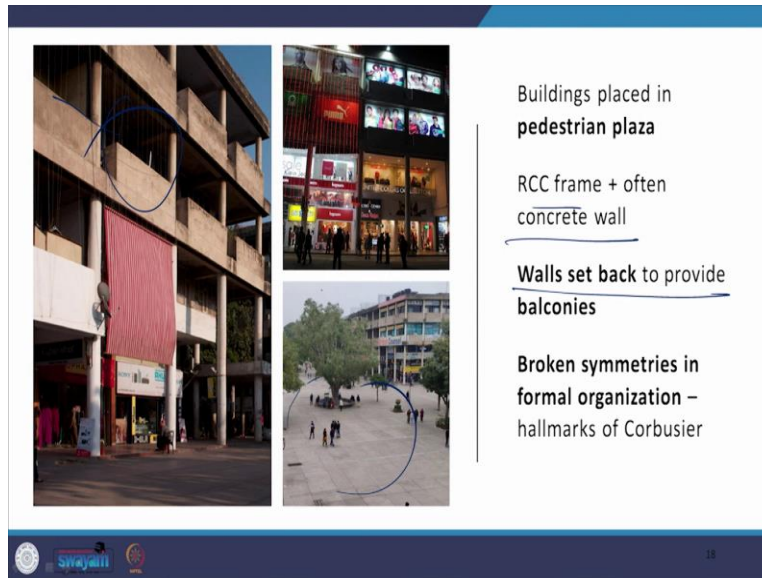 PUMA
Buildings placed in
pedestrian plaza
RCC frame + often
concrete wall
Walls set back to provide
balconies
Broken symmetries in
formal organization –
hallmarks of Corbusier
swayam
18